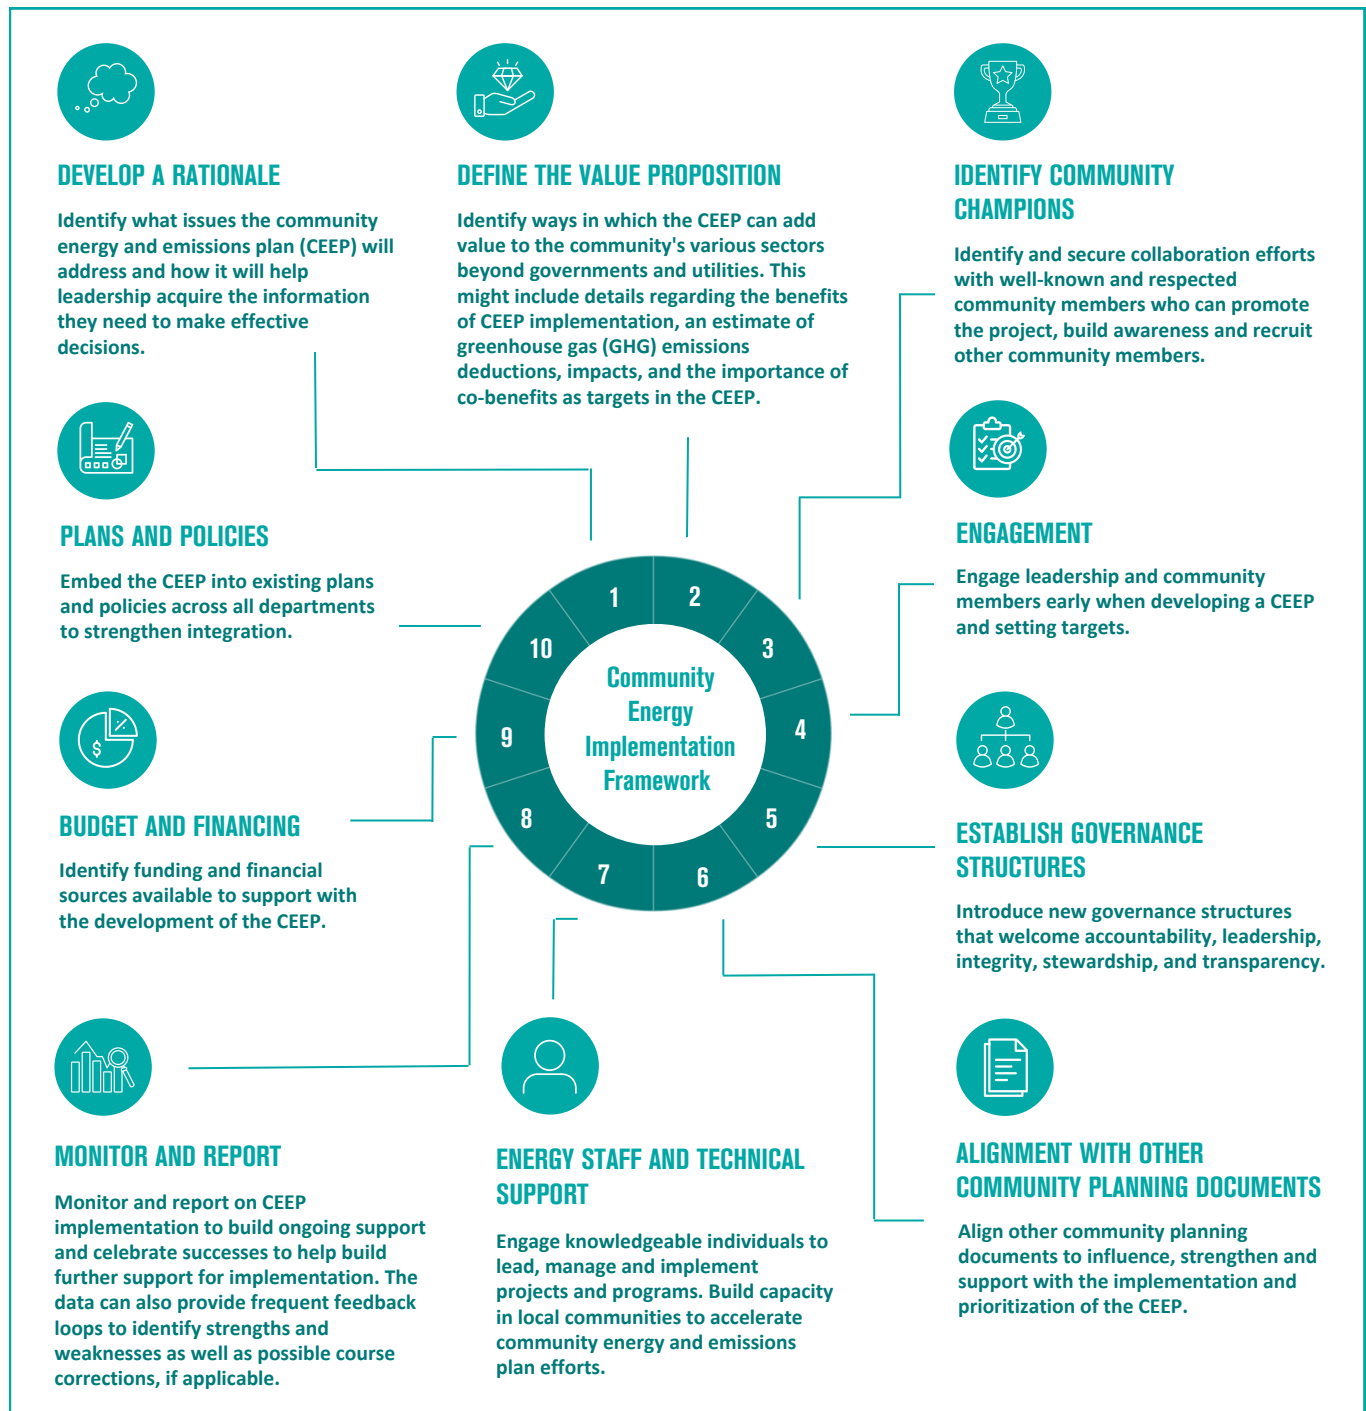 DEVELOP A RATIONALE
Identify what issues the community
energy and emissions plan (CEEP) will
address and how it will help
leadership acquire the information
they need to make effective
decisions.
DEFINE THE VALUE PROPOSITION
Identify ways in which the CEEP can add
value to the community's various sectors
beyond governments and utilities. This
might include details regarding the benefits
of CEEP implementation, an estimate of
greenhouse gas (GHG) emissions
deductions, impacts, and the importance of
co-benefits as targets in the CEEP.
IDENTIFY COMMUNITY
CHAMPIONS
Identify and secure collaboration efforts
with well-known and respected
community members who can promote
the project, build awareness and recruit
other community members.
PLANS AND POLICIES
Embed the CEEP into existing plans
and policies across all departments
to strengthen integration.
ENGAGEMENT
Engage leadership and community
members early when developing a CEEP
and setting targets.
1
2
3
4
5
6
7
8
9
10
Community
Energy
Implementation
Framework
$
%
BUDGET AND FINANCING
Identify funding and financial
sources available to support with
the development of the CEEP.
ESTABLISH GOVERNANCE
STRUCTURES
Introduce new governance structures
that welcome accountability, leadership,
integrity, stewardship, and transparency.
MONITOR AND REPORT
Monitor and report on CEEP
implementation to build ongoing support
and celebrate successes to help build
further support for implementation. The
data can also provide frequent feedback
loops to identify strengths and
weaknesses as well as possible course
corrections, if applicable.
ENERGY STAFF AND TECHNICAL
SUPPORT
Engage knowledgeable individuals to
lead, manage and implement
projects and programs. Build capacity
in local communities to accelerate
community energy and emissions
plan efforts.
ALIGNMENT WITH OTHER
COMMUNITY PLANNING DOCUMENTS
Align other community planning
documents to influence, strengthen and
support with the implementation and
prioritization of the CEEP.